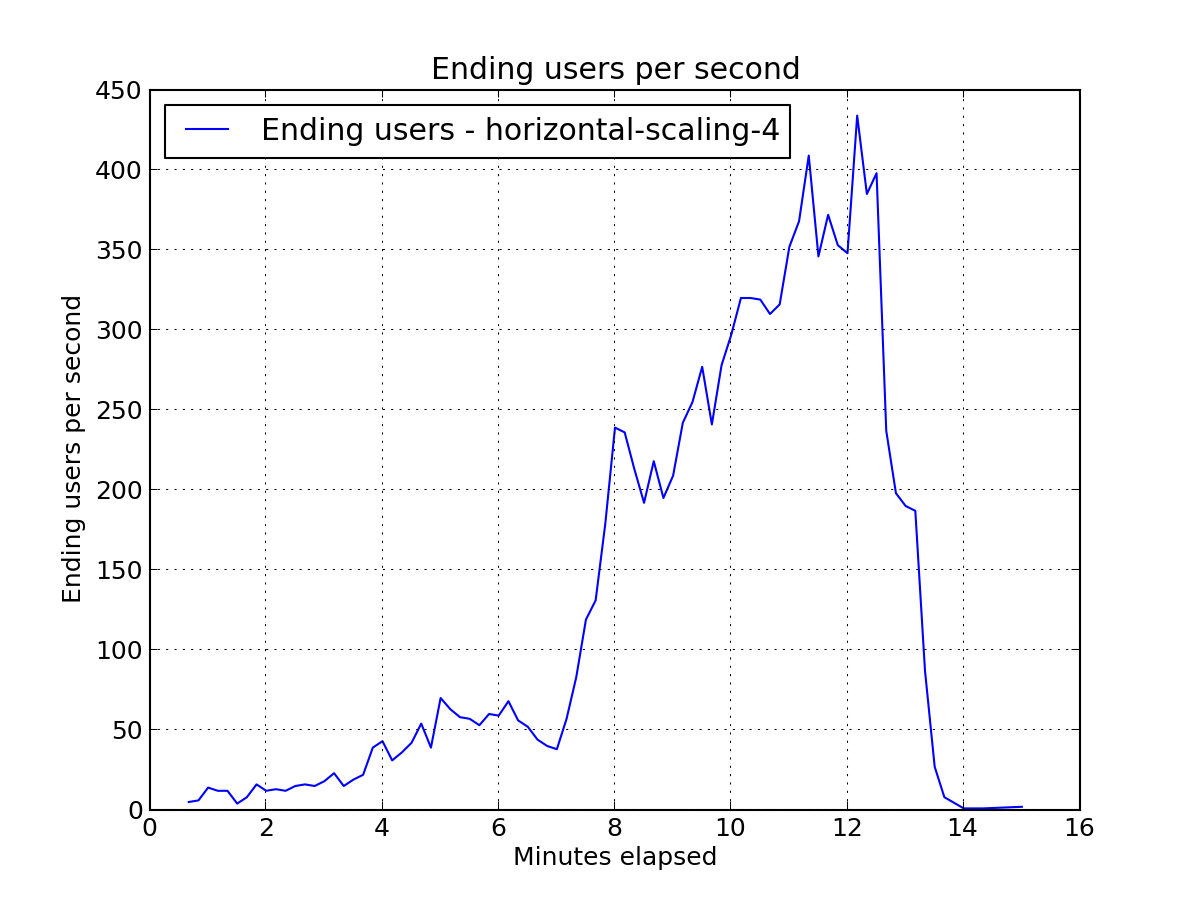 Ending users per second
Ending users - horizontal-scaling-4
Ending users per second
450
400
350
300
250
200
150
100
50
0
0 2 4 6 8 10 12 14 16
Minutes elapsed